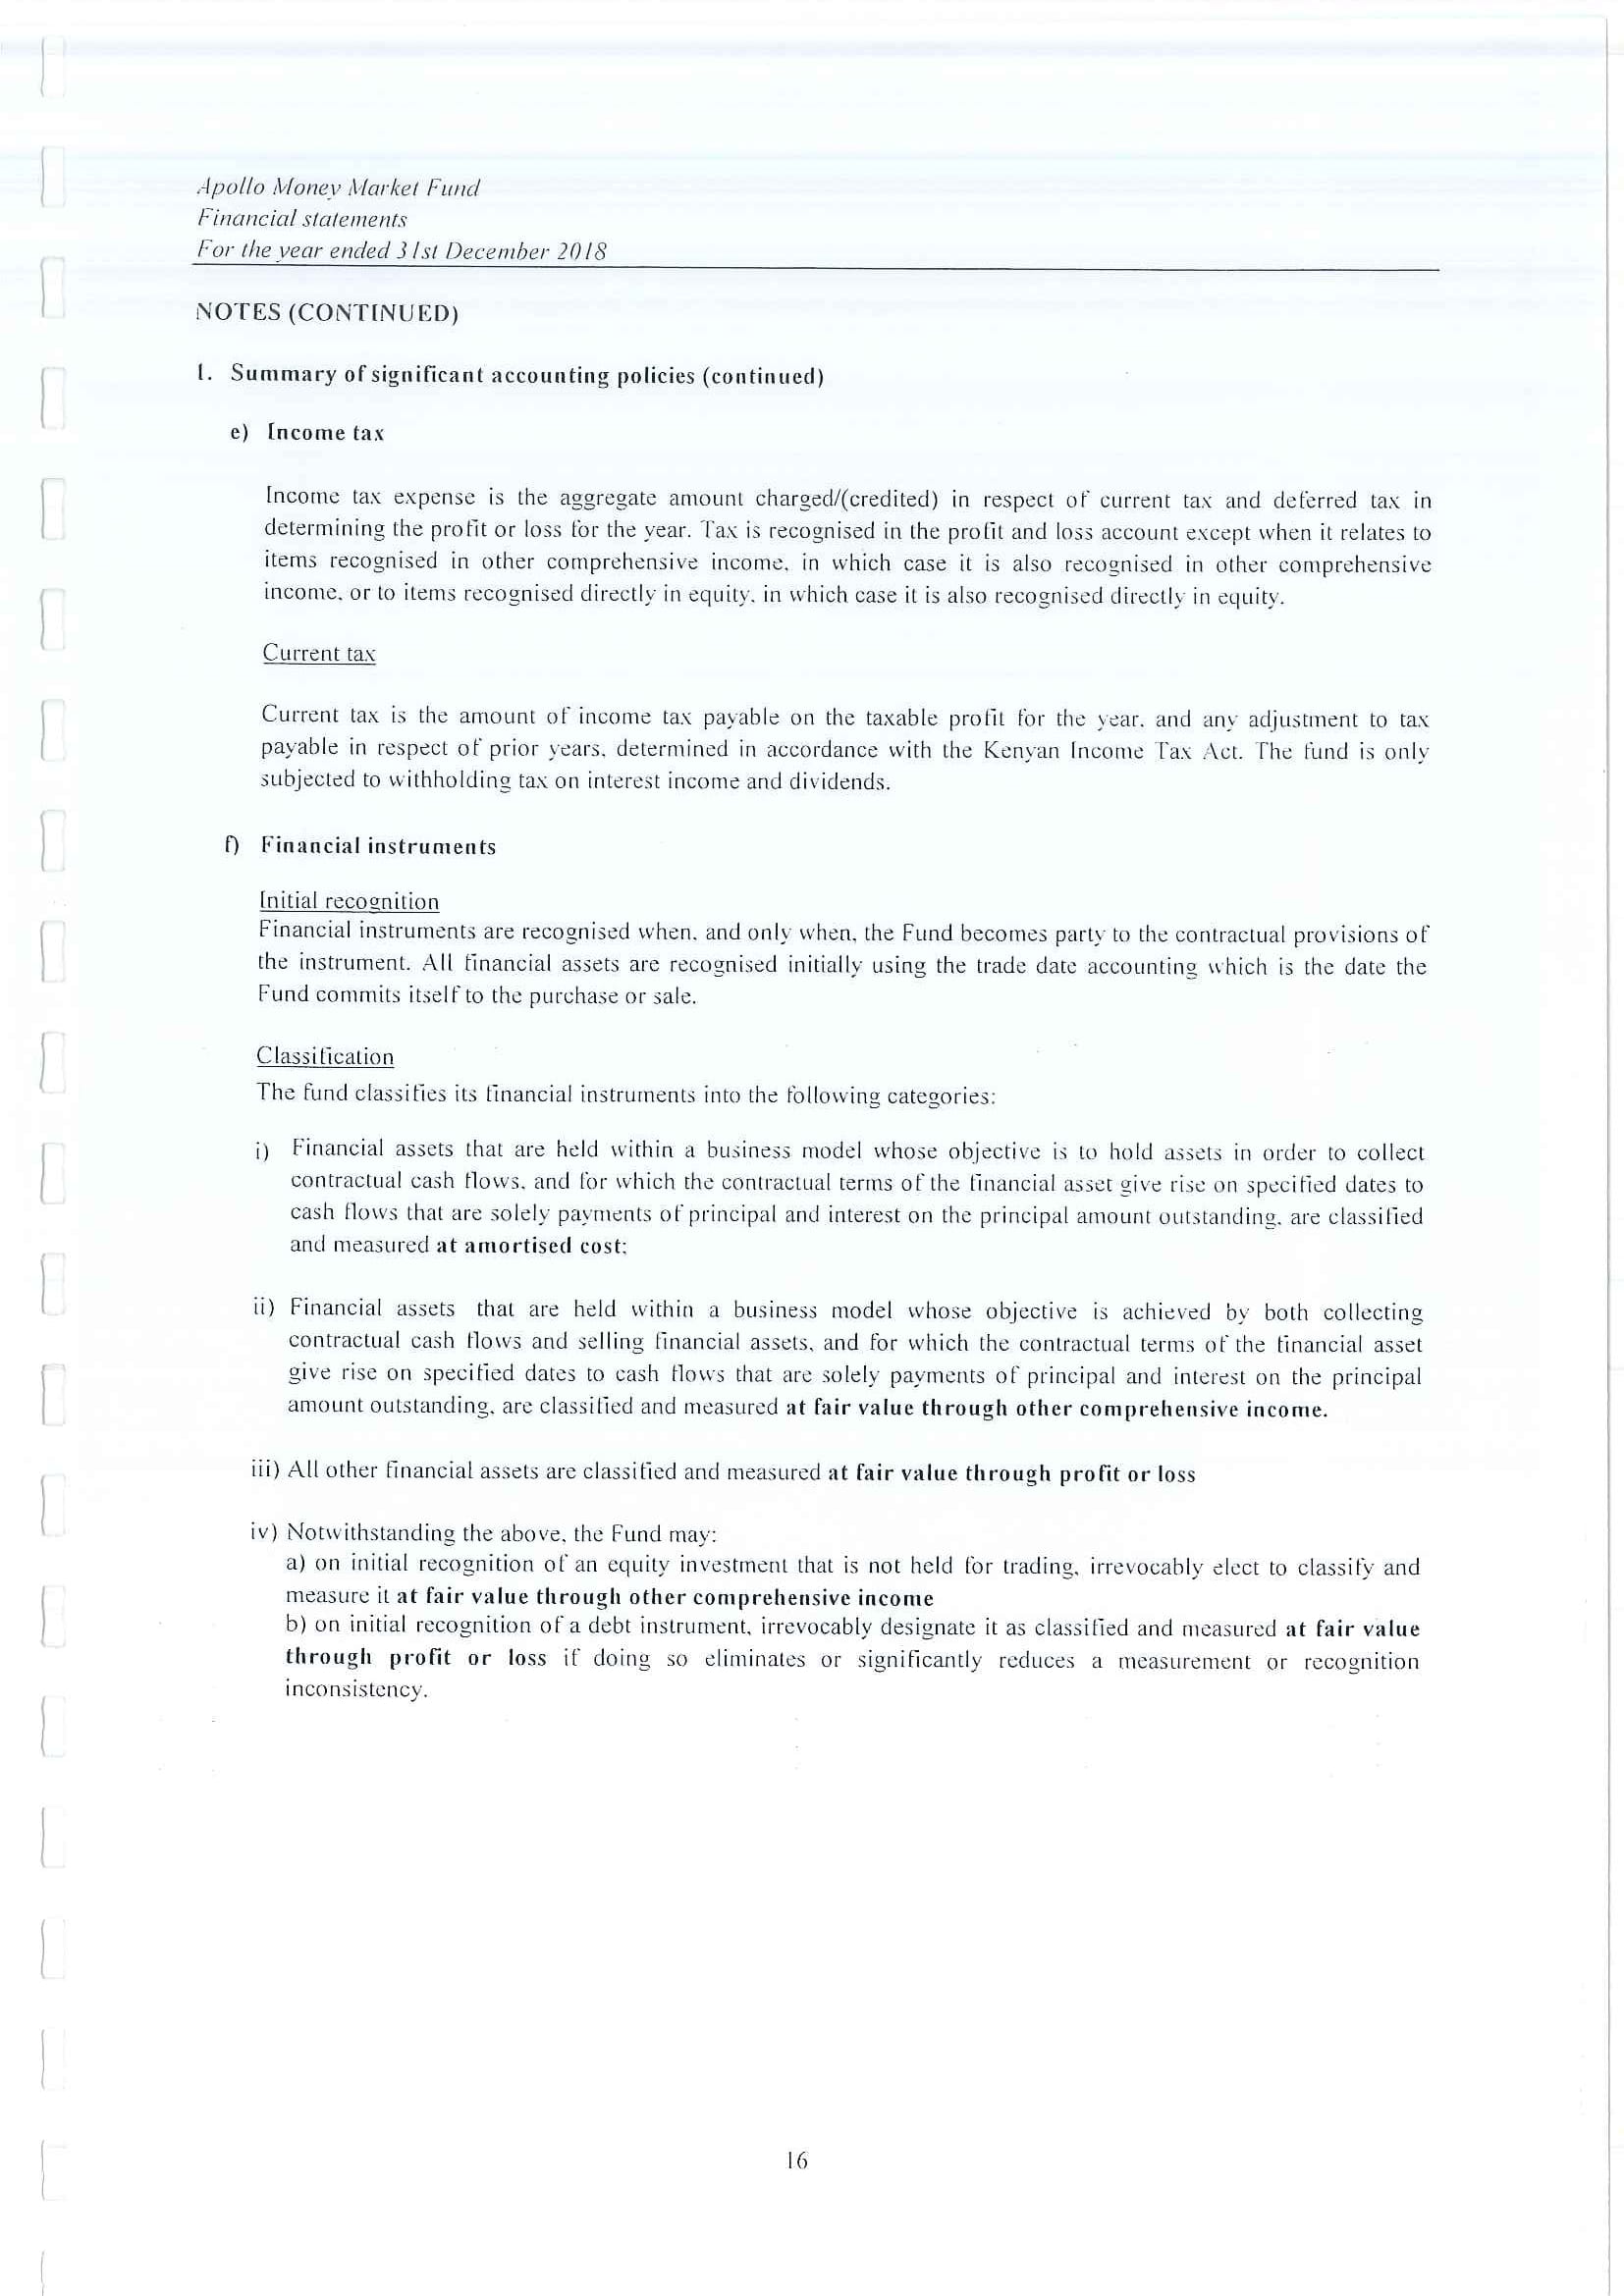 Apollo Money Market Fund
Financial statements
For the year ended 31st December 2018
NOTES (CONTINUED)
1. Summary of significant accounting policies (continued)
e) Income tax
Income tax expense is the aggregate amount charged/(credited) in respect of current tax and deferred tax in
determining the profit or loss for the year. Tax is recognised in the profit and loss account except when it relates to
items recognised in other comprehensive income, in which case it is also recognised in other comprehensive
income, or to items recognised directly in equity, in which case it is also recognised directly in equity.
Current tax
Current tax is the amount of income tax payable on the taxable profit for the year, and any adjustment to tax
payable in respect of prior years, determined in accordance with the Kenyan Income Tax Act. The fund is only
subjected to withholding tax on interest income and dividends.
f) Financial instruments
Initial recognition
Financial instruments are recognised when, and only when, the Fund becomes party to the contractual provisions of
the instrument. All financial assets are recognised initially using the trade date accounting which is the date the
Fund commits itself to the purchase or sale.
Classification
The fund classifies its financial instruments into the following categories:
i) Financial assets that are held within a business model whose objective is to hold assets in order to collect
contractual cash flows, and for which the contractual terms of the financial asset give rise on specified dates to
cash flows that are solely payments of principal and interest on the principal amount outstanding, are classified
and measured at amortised cost;
ii) Financial assets that are held within a business model whose objective is achieved by both collecting
contractual cash flows and selling financial assets, and for which the contractual terms of the financial asset
give rise on specified dates to cash flows that are solely payments of principal and interest on the principal
amount outstanding, are classified and measured at fair value through other comprehensive income.
iii) All other financial assets are classified and measured at fair value through profit or loss
iv) Notwithstanding the above, the Fund may:
a) on initial recognition of an equity investment that is not held for trading, irrevocably elect to classify and
measure it at fair value through other comprehensive income
b) on initial recognition of a debt instrument, irrevocably designate it as classified and measured at fair value
through profit or loss if doing so eliminates or significantly reduces a measurement or recognition
inconsistency.
16